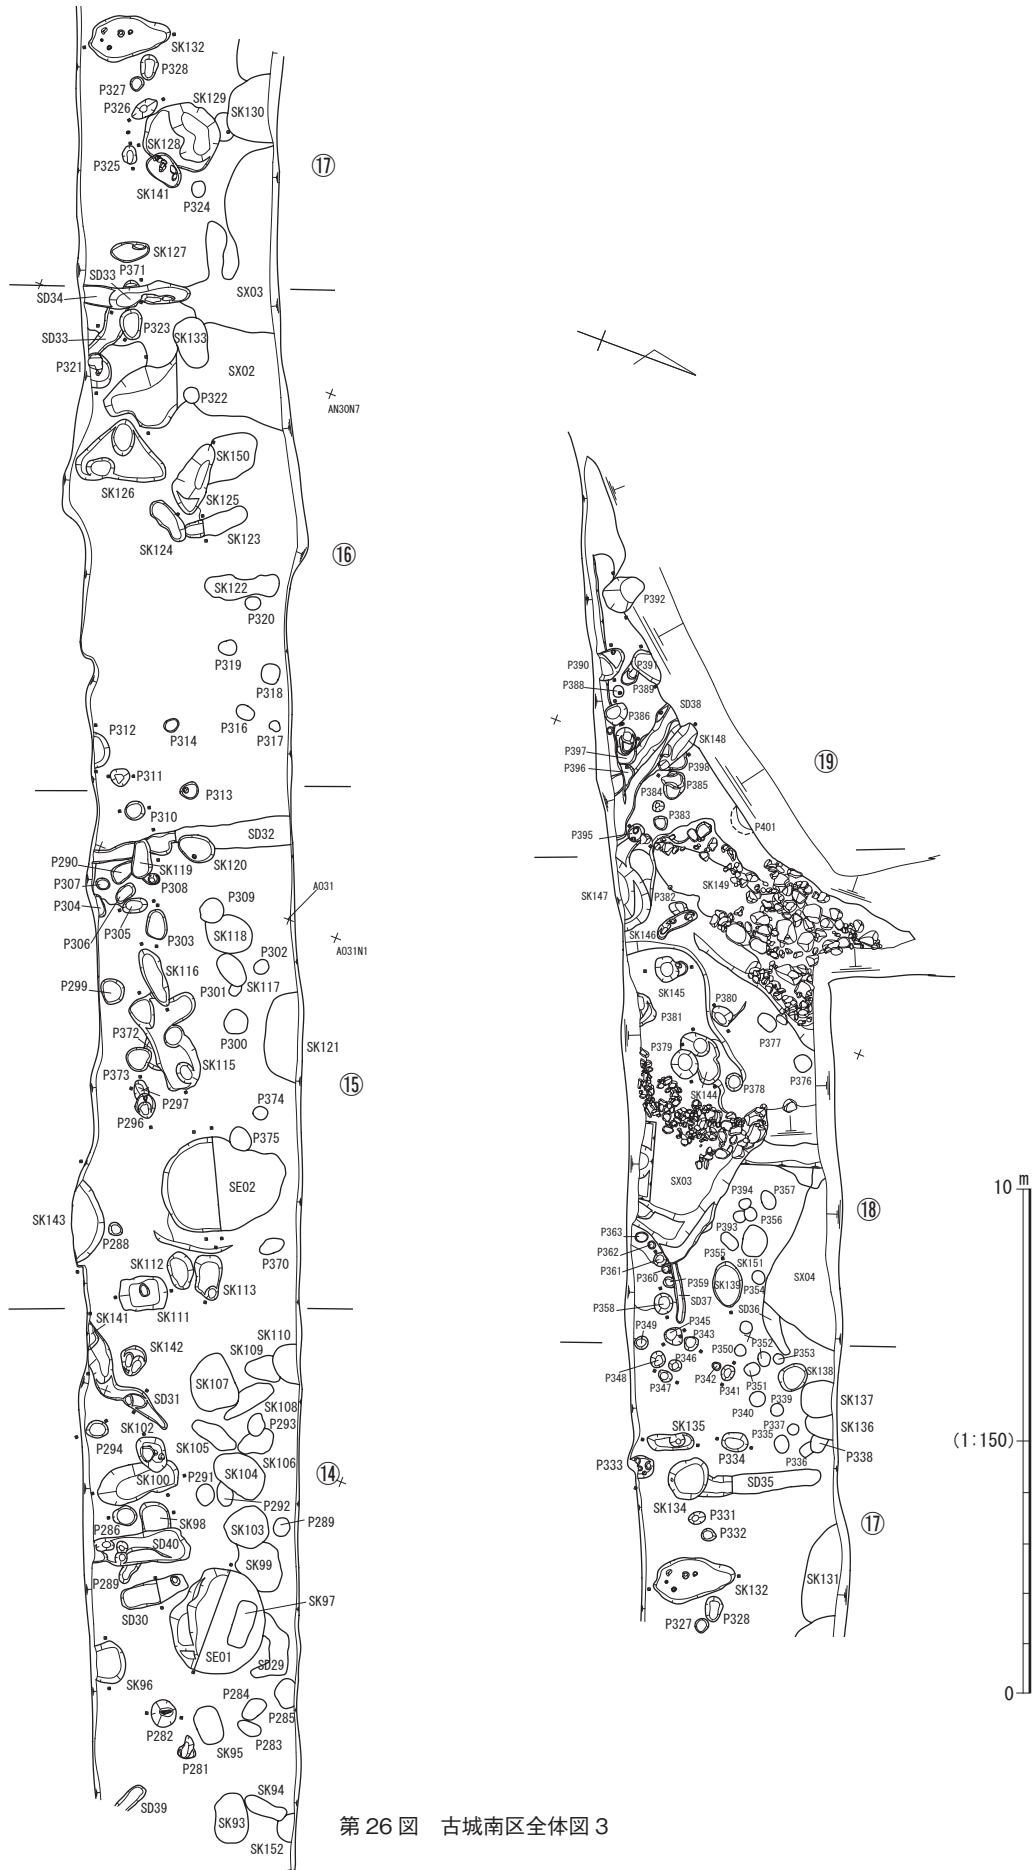 SK132
P328
P327
SK129
P326
SK130
SK128
P325
⑰
SK141
P324
SK127
P371
SD33
SX03
SD34
P323
SK133
SD33
P321
SX02
P322
AN30N7
SK150
SK126
SK125
SK124
SK123
⑯
SK122
P320
P319
P318
P316
P312
P314
P317
P311
P313
P310
SD32
P290
SK119
SK120
P307
P308
A031
P304
P309
P305
P303
SK118
P306
A031N1
SK116
P302
P299
P301
SK117
P372
P300
SK121
P373
SK115
⑮
P297
P374
P296
P375
SE02
SK143
P288
P370
SK112
SK113
SK111
SK141
SK110
SK142
SK109
SK107
SD31
SK108
SK102
P293
P294
SK105
SK106
SK100
P291
SK104
⑭
P292
P286
SK98
SK103
P289
SD40
SK99
P289
SK97
SD30
SE01
SD29
SK96
P284
P285
P282
P283
SK95
P281
SK94
SD39
SK93
SK152
P392
P390
P391
P388
P389
P386
SD38
SK148
P397
⑲
P396
P398
P384
P385
P383
P401
P395
SK149
SK147
P382
SK146
SK145
P380
P381
P377
P379
P376
P378
SK144
SX03
10 m
P394
P357
⑱
P363
P393
P356
P362
P355
P361
SK151
SX04
P360
P359
SK139
P354
P358
SD37
SD36
P349
P345
P343
P352
P350
P353
P348
P346
P342
SK138
P347
P341
P351
P339
SK137
P340
SK136
SK135
P337
P335
(1:150)
P333
P334
P336
P338
SD35
SK134
P331
⑰
P332
SK132
SK131
P327
P328
0
第 26 図　古城南区全体図 3